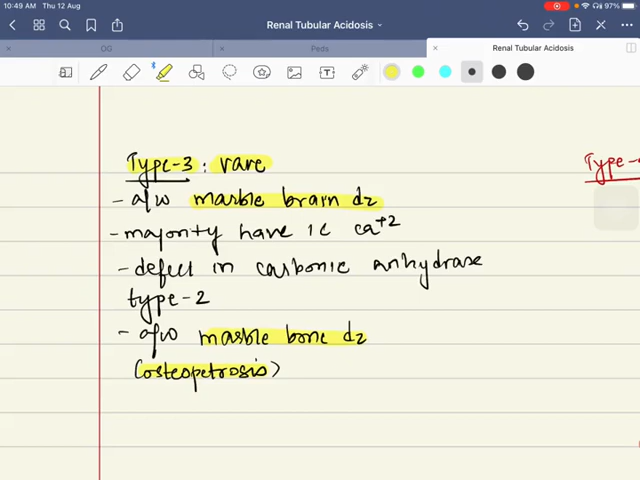 10:49 AM Thu 12 Aug
97%
Renal Tubular Acidosis
OG
Peds
Renal Tubular Acidosis
Type-3 : rare
- a/w marble brain dz
- majority have ic ca+2
- defect in carbonic anhydrase
type-2
- a/w marble bone dz
(osteopetrosis)
Type-